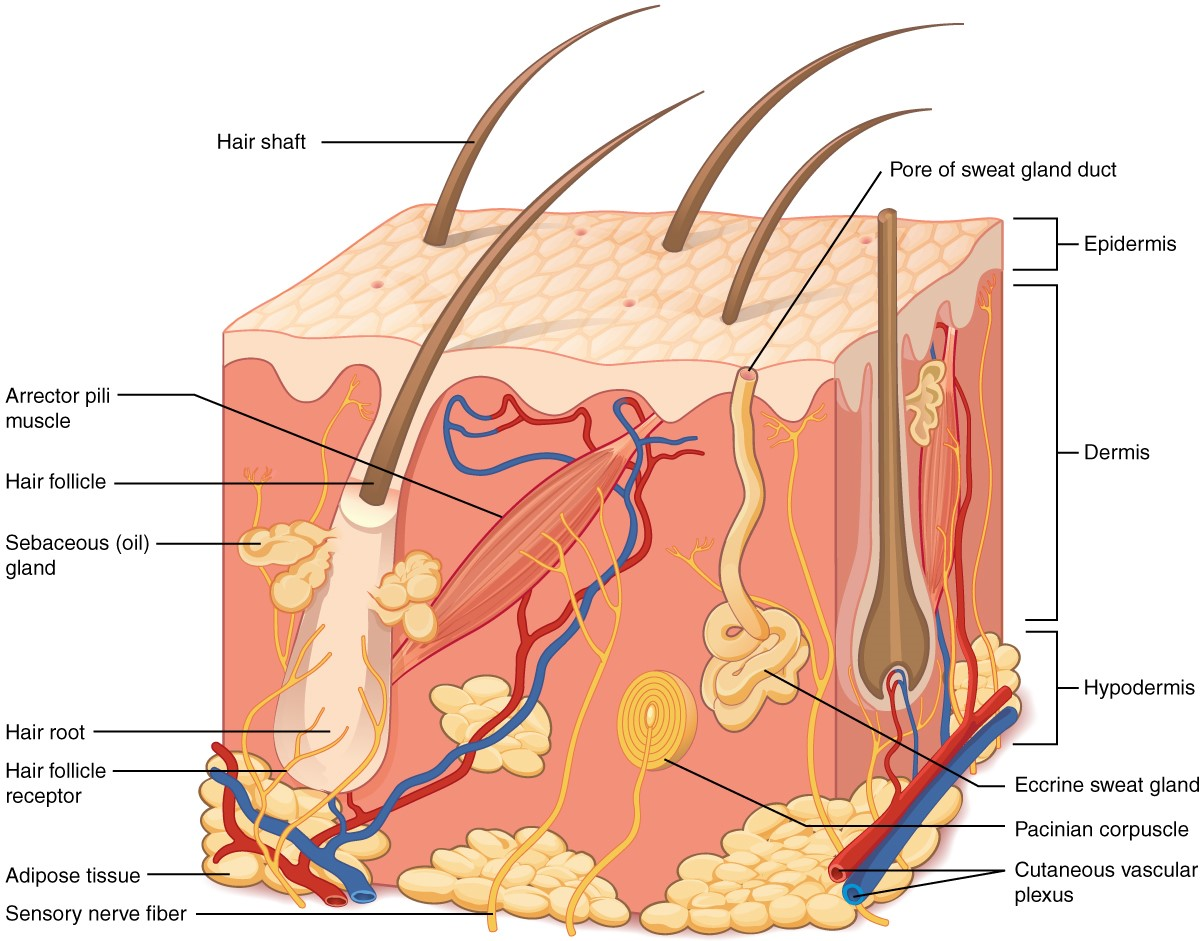 Hair shaft
Pore of sweat gland duct
Epidermis
Arrector pili
muscle
Dermis
Hair follicle
Sebaceous (oil)
gland
Hypodermis
Hair root
Hair follicle
receptor
Eccrine sweat gland
Pacinian corpuscle
Adipose tissue
Cutaneous vascular
plexus
Sensory nerve fiber